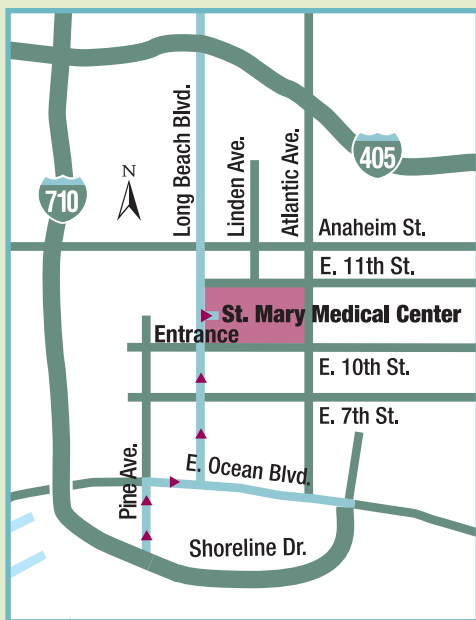 405
710
N
Long Beach Blvd.
Linden Ave.
Atlantic Ave.
Anaheim St.
E. 11th St.
St. Mary Medical Center
Entrance
E. 10th St.
E. 7th St.
Pine Ave.
E. Ocean Blvd.
Shoreline Dr.